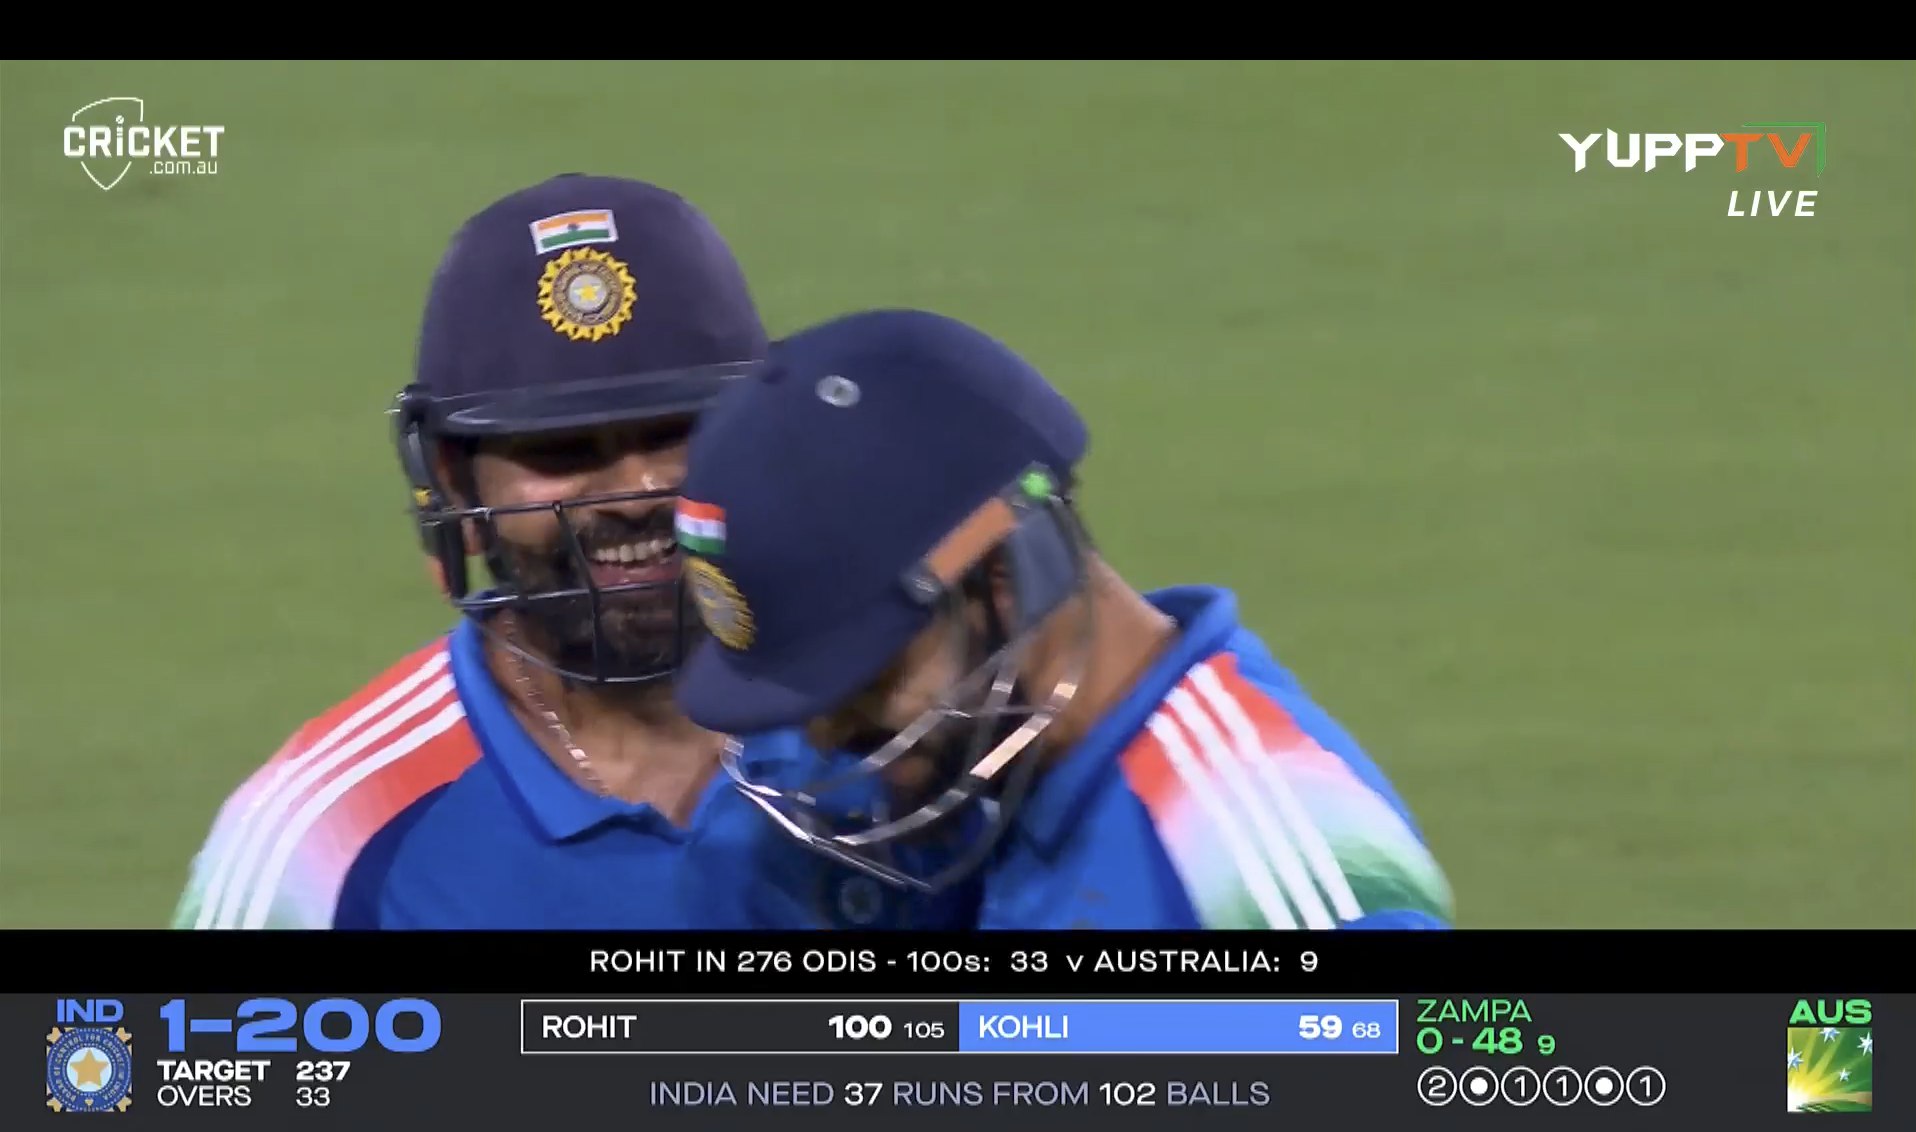 CRICKET
.com.au
YUPPTV
LIVE
ROHIT IN 276 ODIS - 100s: 33 v AUSTRALIA: 9
IND 1-200
TARGET 237
OVERS 33
ROHIT 100 105 KOHLI 59 68
INDIA NEED 37 RUNS FROM 102 BALLS
ZAMPA
0 - 48 9
2 • 1 1 • 1
AUS